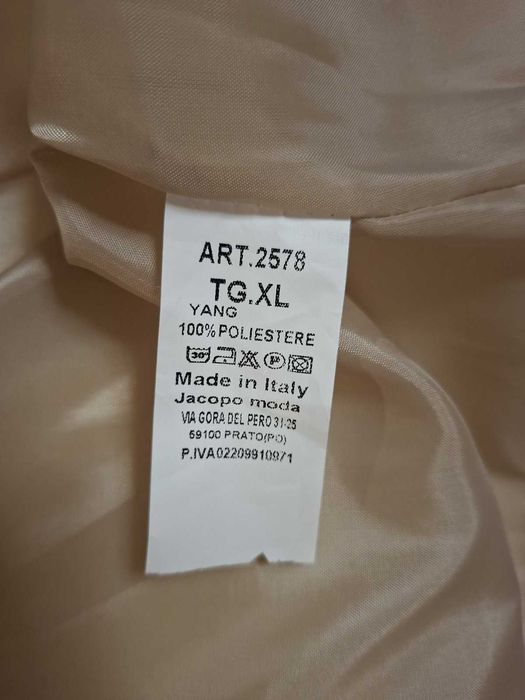 ART.2578
TG.XL
YANG
100% POLIESTERE
30 P
Made in Italy
Jacopo moda
VIA GORA DEL PERO 31-25
59100 PRATO(PO)
P.IVA02209910971